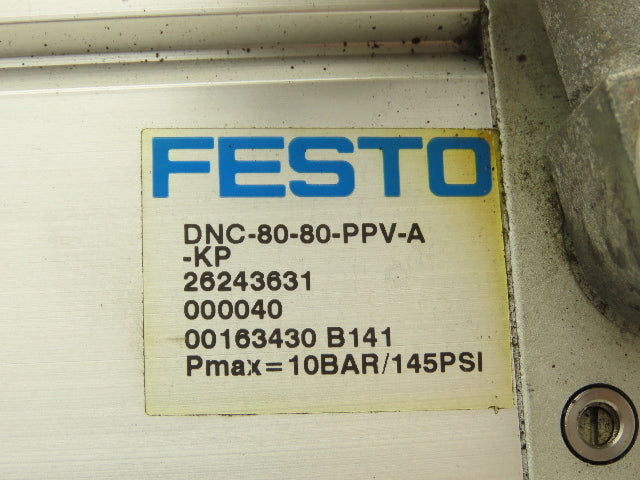 FESTO
DNC-80-80-PPV-A
-KP
26243631
000040
00163430 B141
Pmax=10BAR/145PSI